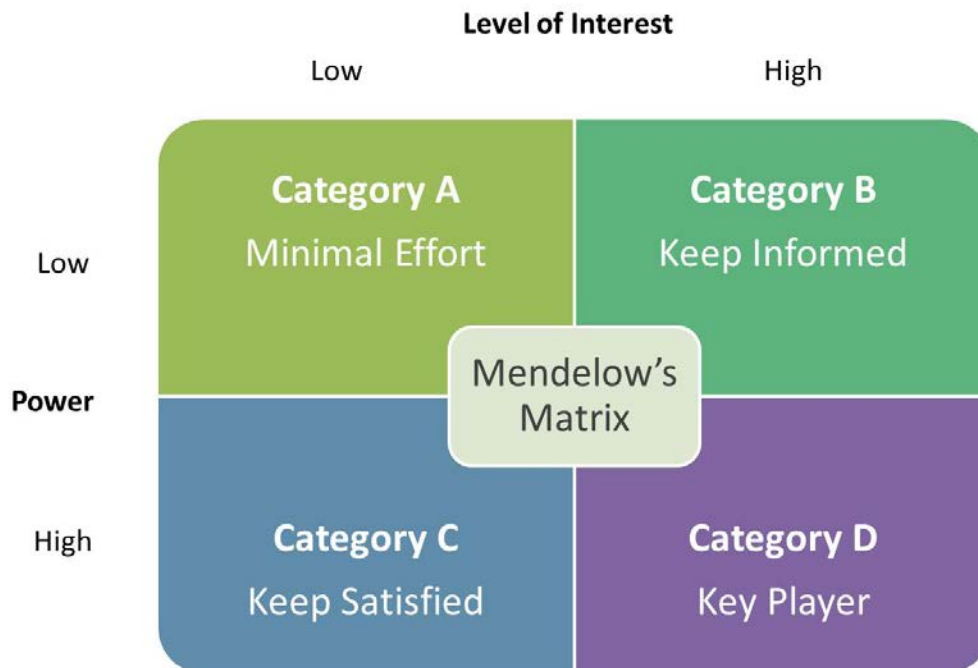 Level of Interest
Low High
Category A Category B
Minimal Effort Keep Informed
Low
Mendelow’s
Matrix
Power
High
Category C Category D
Keep Satisfied Key Player